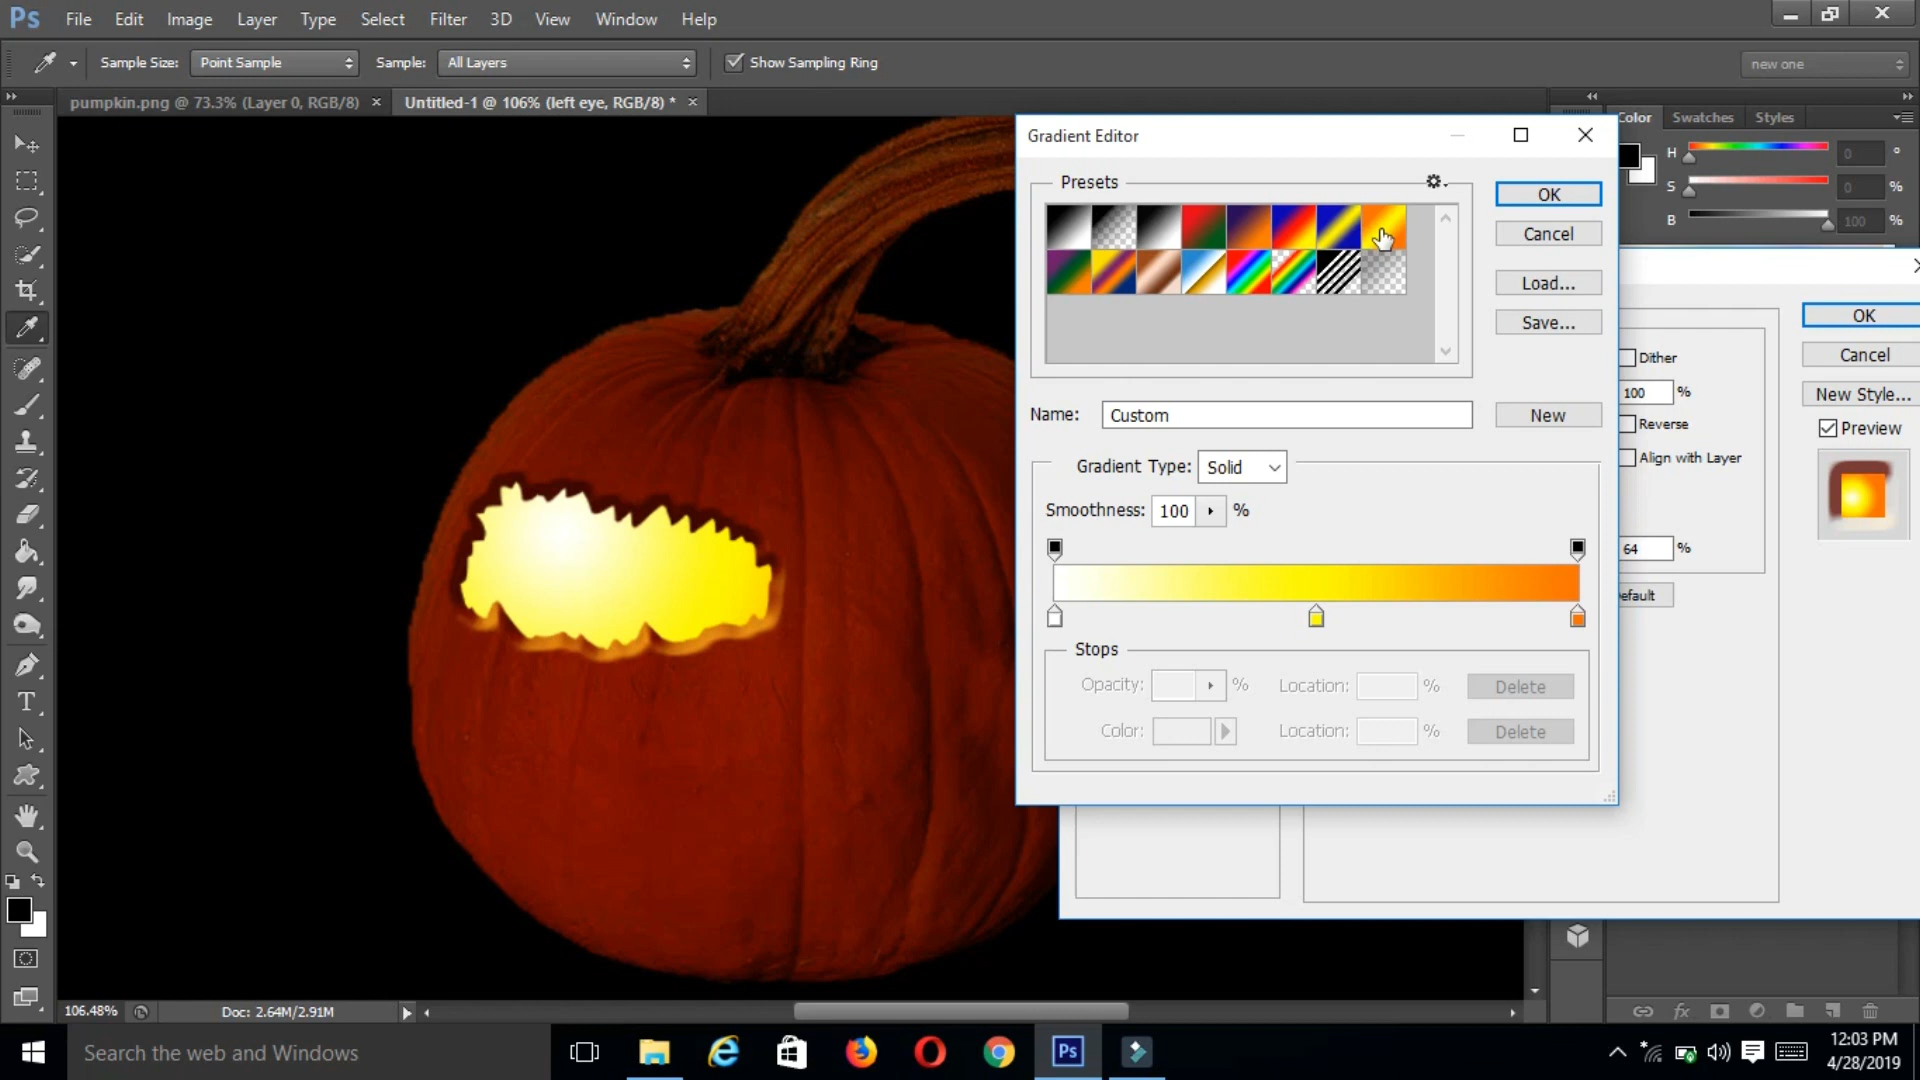 Ps File Edit Image Layer Type Select Filter 3D View Window Help
Sample Size: Point Sample Sample: All Layers Show Sampling Ring new one
pumpkin.png @ 73.3% (Layer 0, RGB/8) × Untitled-1 @ 106% (left eye, RGB/8) * ×
Color Swatches Styles
H 0 °
S 0 %
B 100 %
Gradient Editor
Presets
OK
Cancel
Load...
Save...
Name: Custom New
Gradient Type: Solid
Smoothness: 100 %
Stops
Opacity: % Location: % Delete
Color: % Location: % Delete
OK
Cancel
New Style...
Preview
Dither
100 %
Reverse
Align with Layer
64 %
efault
T
fx
106.48% Doc: 2.64M/2.91M
Search the web and Windows
Ps
12:03 PM
4/28/2019